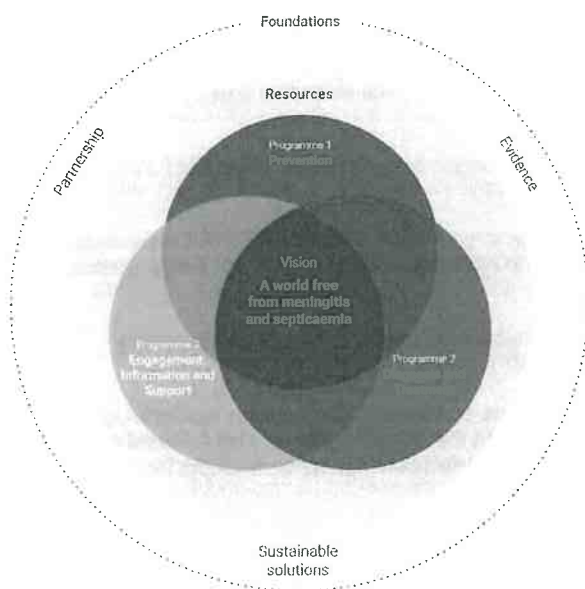 Foundations
Resources
Partnership
Evidence
Programme 1
Prevention
Vision
A world free
from meningitis
and septicaemia
Programme
Engagement
Information and
Support
Programme 2
Sustainable
solutions